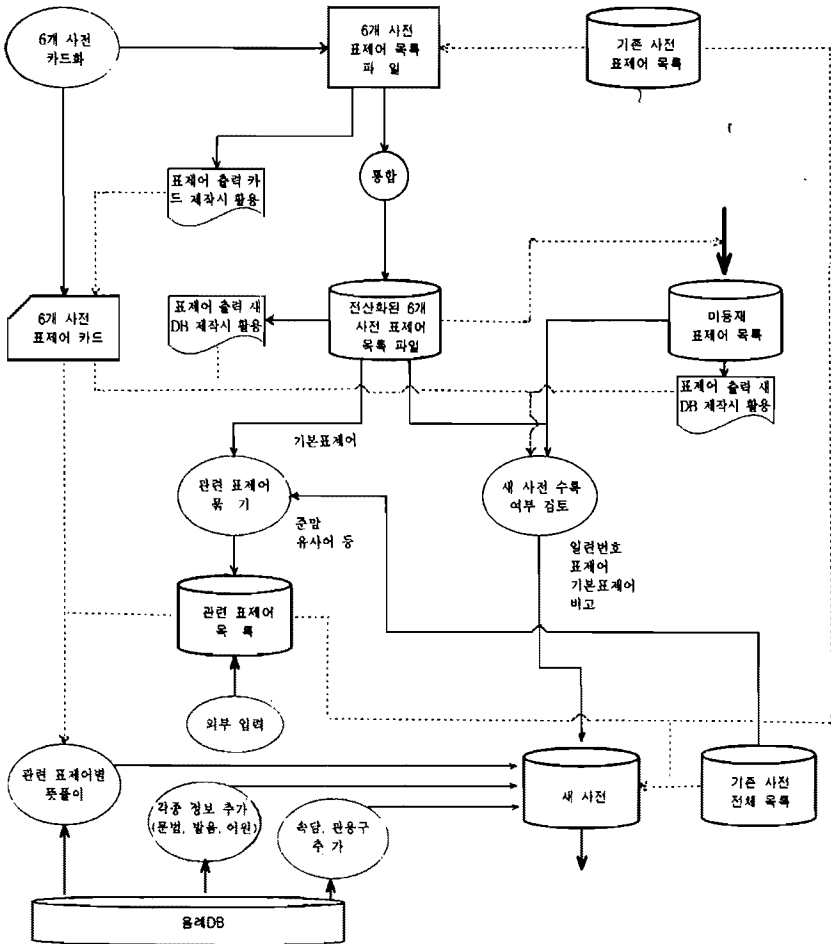 6개 사전
카드화
6개 사전
표제어 목록
파 일
기존 사전
표제어 목록
표제어 출력 카
드 제작시 활용
통합
6개 사전
표제어 카드
표제어 출력 새
DB 제작시 활용
전산화된 6개
사전 표제어
목록 파일
미등재
표제어 목록
표제어 출력 새
DB 제작시 활용
기본표제어
관련 표제어
묶 기
준말
유사어 등
새 사전 수록
여부 검토
일련번호
표제어
기본표제어
비고
관련 표제어
목 록
외부 입력
관련 표제어별
뜻풀이
각종 정보 추가
(문법, 발음, 어원)
속담, 관용구
추 가
새 사전
기존 사전
전체 목록
용례DB